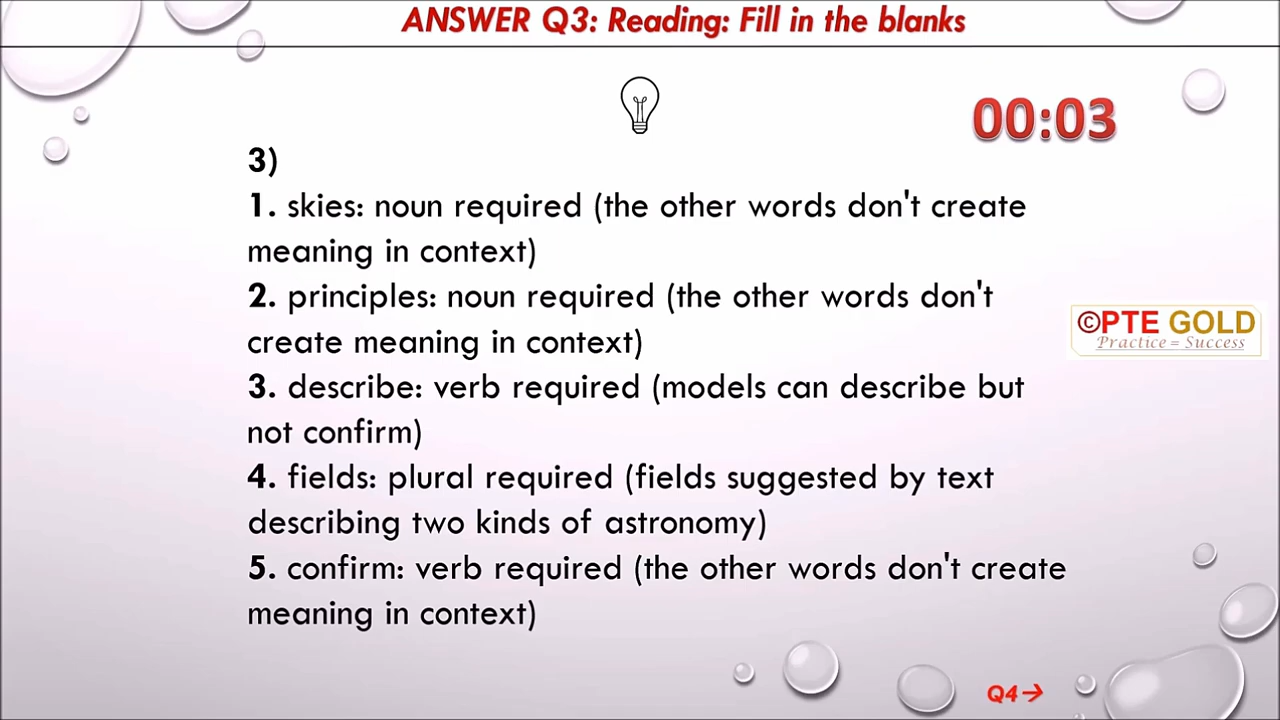 ANSWER Q3: Reading: Fill in the blanks
00:03
3)
1. skies: noun required (the other words don't create
meaning in context)
2. principles: noun required (the other words don't
create meaning in context)
©PTE GOLD
Practice = Success
3. describe: verb required (models can describe but
not confirm)
4. fields: plural required (fields suggested by text
describing two kinds of astronomy)
5. confirm: verb required (the other words don't create
meaning in context)
Q4→